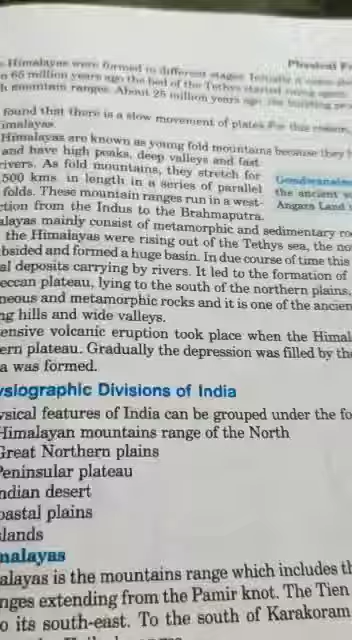 Physical
Himalayas were formed in different stages. Initially
65 million years ago the bed of the Tethys started rising again
mountain ranges. About 25 million years ago, the
found that there is a slow movement of plates. For this reason,
imalayas.
Himalayas are known as young fold mountains because they
and have high peaks, deep valleys and fast
rivers. As fold mountains, they stretch for
500 kms in length in a series of parallel
folds. These mountain ranges run in a west-
ction from the Indus to the Brahmaputra.
Gondwana
the ancient
Angara Land
alayas mainly consist of metamorphic and sedimentary ro
the Himalayas were rising out of the Tethys sea, the no
bsided and formed a huge basin. In due course of time this
al deposits carrying by rivers. It led to the formation of
eccan plateau, lying to the south of the northern plains,
neous and metamorphic rocks and it is one of the ancien
ng hills and wide valleys.
ensive volcanic eruption took place when the Himal
ern plateau. Gradually the depression was filled by the
a was formed.
ysiographic Divisions of India
ysical features of India can be grouped under the fo
Himalayan mountains range of the North
Great Northern plains
Peninsular plateau
ndian desert
oastal plains
slands
malayas
alayas is the mountains range which includes th
nges extending from the Pamir knot. The Tien
o its south-east. To the south of Karakoram